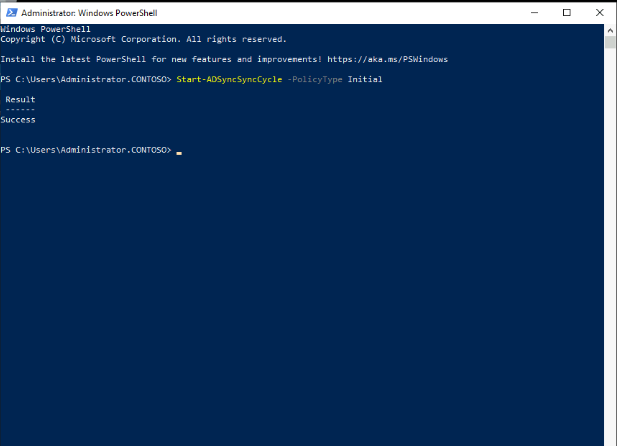 Administrator: Windows PowerShell
Windows PowerShell
Copyright (C) Microsoft Corporation. All rights reserved.
Install the latest PowerShell for new features and improvements! https://aka.ms/PSWindows
PS C:\Users\Administrator.CONTOSO> Start-ADSyncSyncCycle -PolicyType Initial
Result
------
Success
PS C:\Users\Administrator.CONTOSO>